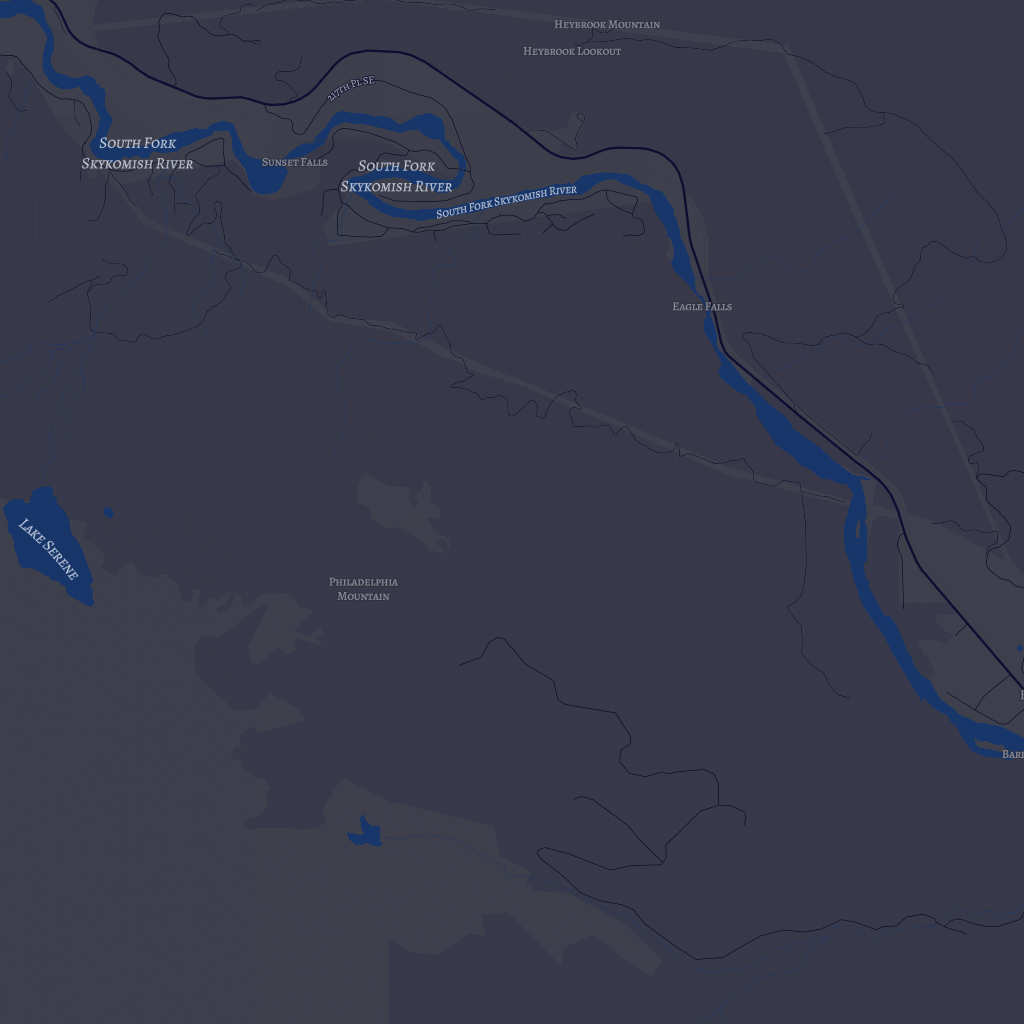 Heybrook Mountain
Heybrook Lookout
217th Pl SE
South Fork
Skykomish River
Sunset Falls
South Fork
Skykomish River
South Fork Skykomish River
Eagle Falls
Lake Serene
Philadelphia
Mountain